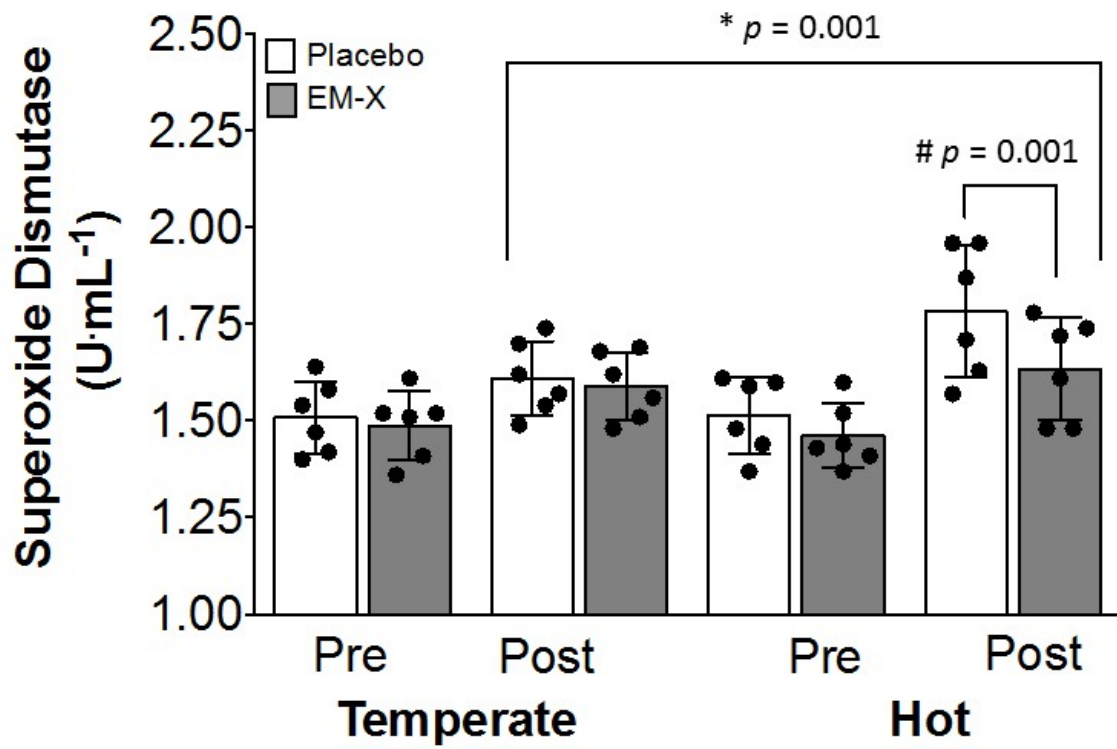 Superoxide Dismutase
(U·mL⁻¹)
2.50
2.25
2.00
1.75
1.50
1.25
1.00
Placebo
EM-X
* p = 0.001
# p = 0.001
Pre Post Pre Post
Temperate Hot